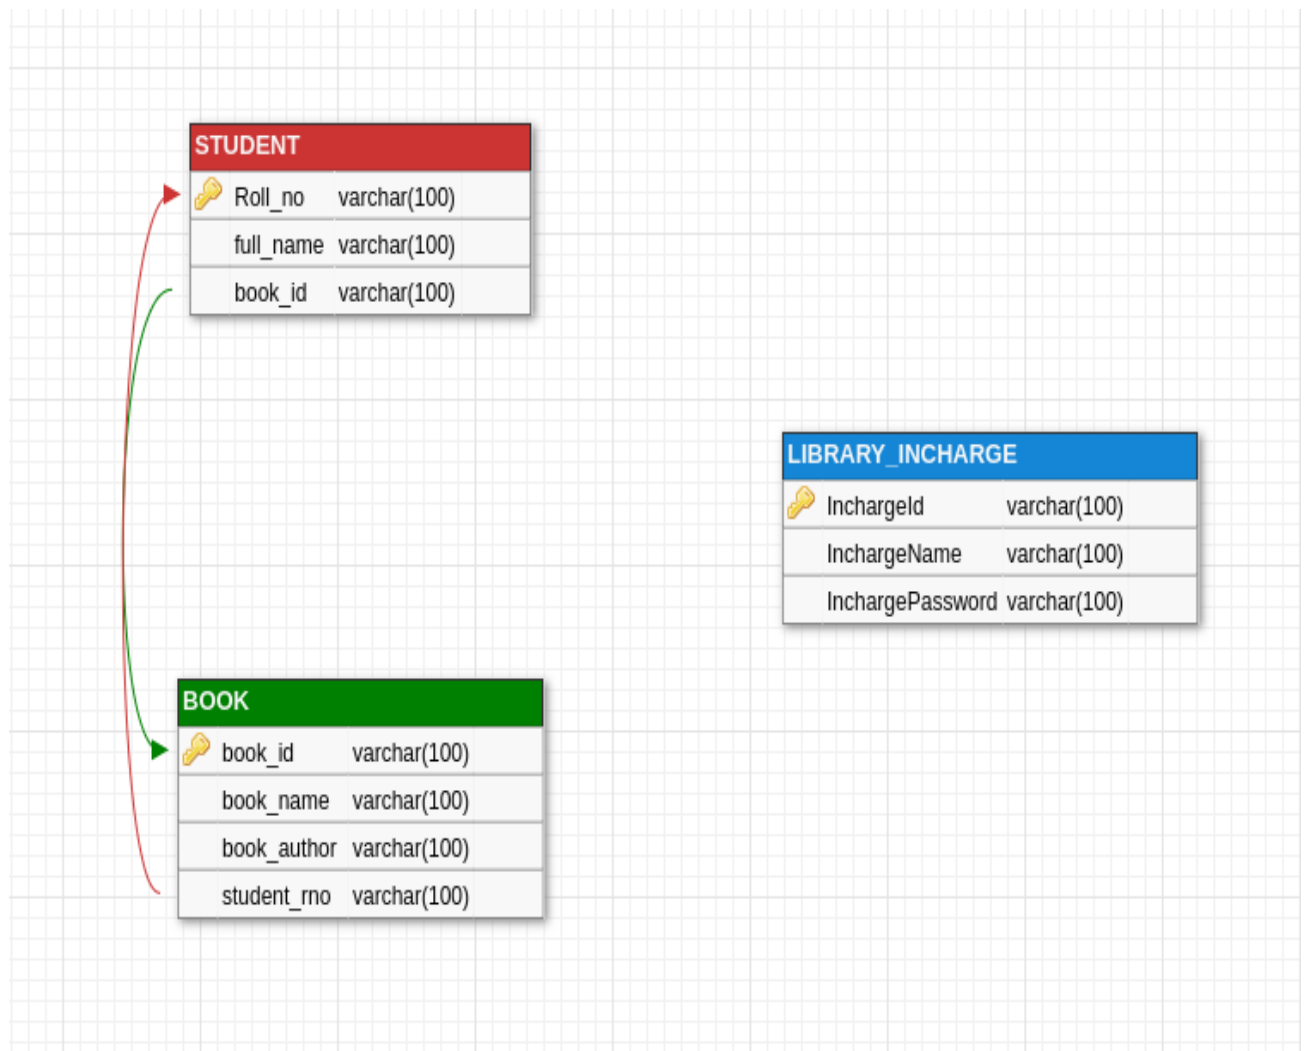 STUDENT
Roll_no varchar(100)
full_name varchar(100)
book_id varchar(100)
LIBRARY_INCHARGE
InchargeId varchar(100)
InchargeName varchar(100)
InchargePassword varchar(100)
BOOK
book_id varchar(100)
book_name varchar(100)
book_author varchar(100)
student_rno varchar(100)